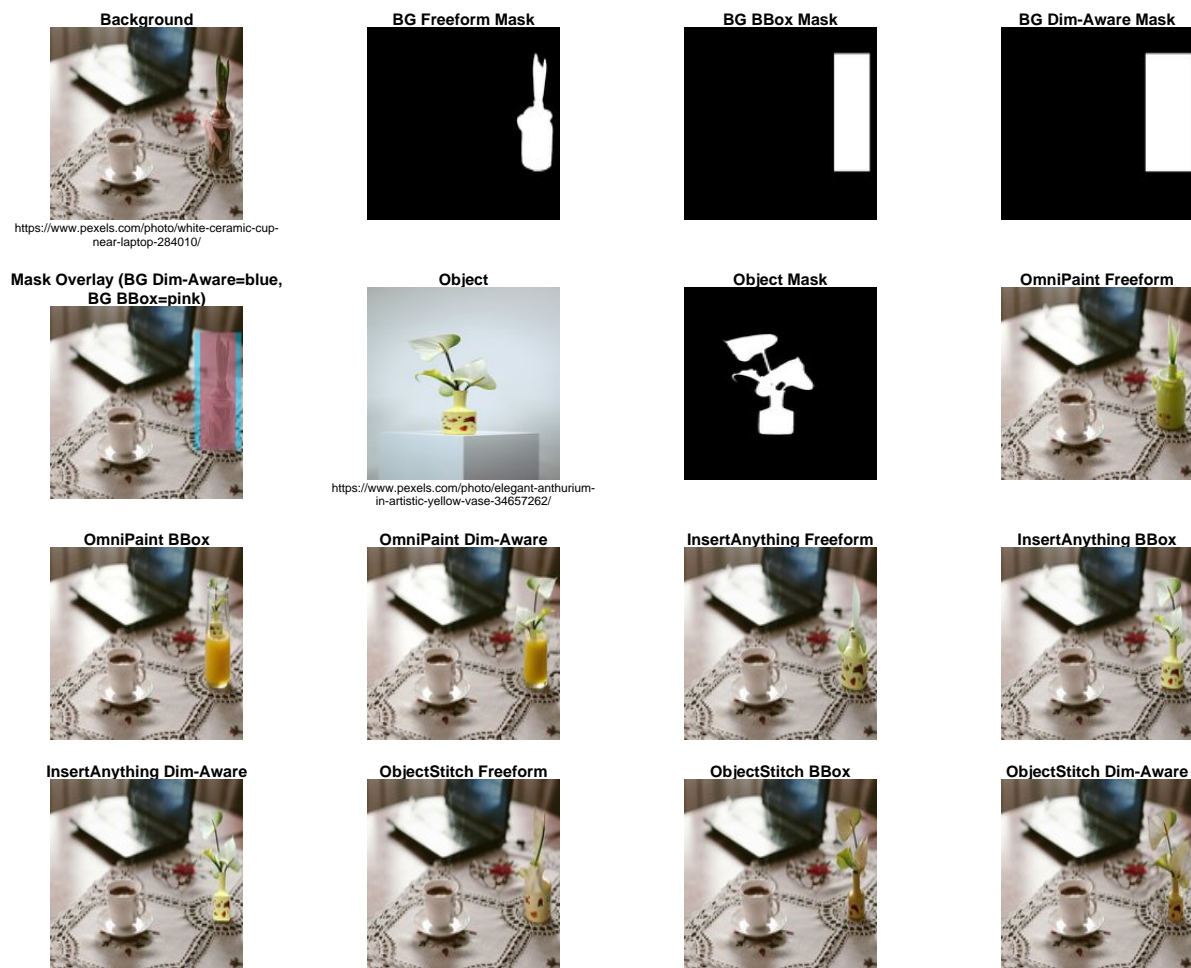 Background
BG Freeform Mask
BG BBox Mask
BG Dim-Aware Mask
https://www.pexels.com/photo/white-ceramic-cup-
near-laptop-284010/
Mask Overlay (BG Dim-Aware=blue,
BG BBox=pink)
Object
Object Mask
OmniPaint Freeform
https://www.pexels.com/photo/elegant-anthurium-
in-artistic-yellow-vase-34657262/
OmniPaint BBox
OmniPaint Dim-Aware
InsertAnything Freeform
InsertAnything BBox
InsertAnything Dim-Aware
ObjectStitch Freeform
ObjectStitch BBox
ObjectStitch Dim-Aware